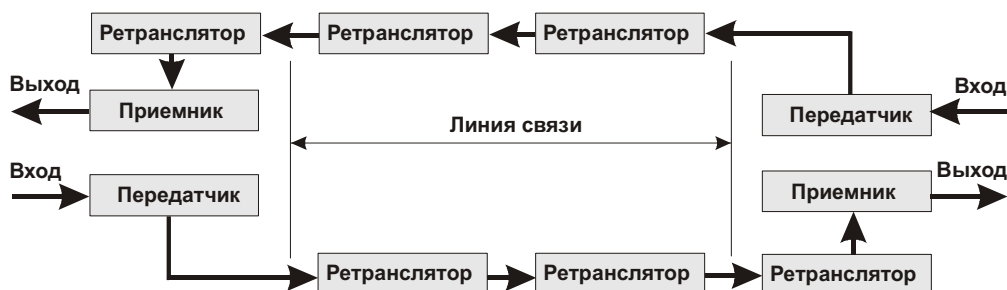 Ретранслятор Ретранслятор Ретранслятор
Выход
Приемник
Передатчик
Вход
Линия связи
Вход
Передатчик
Приемник
Выход
Ретранслятор Ретранслятор Ретранслятор